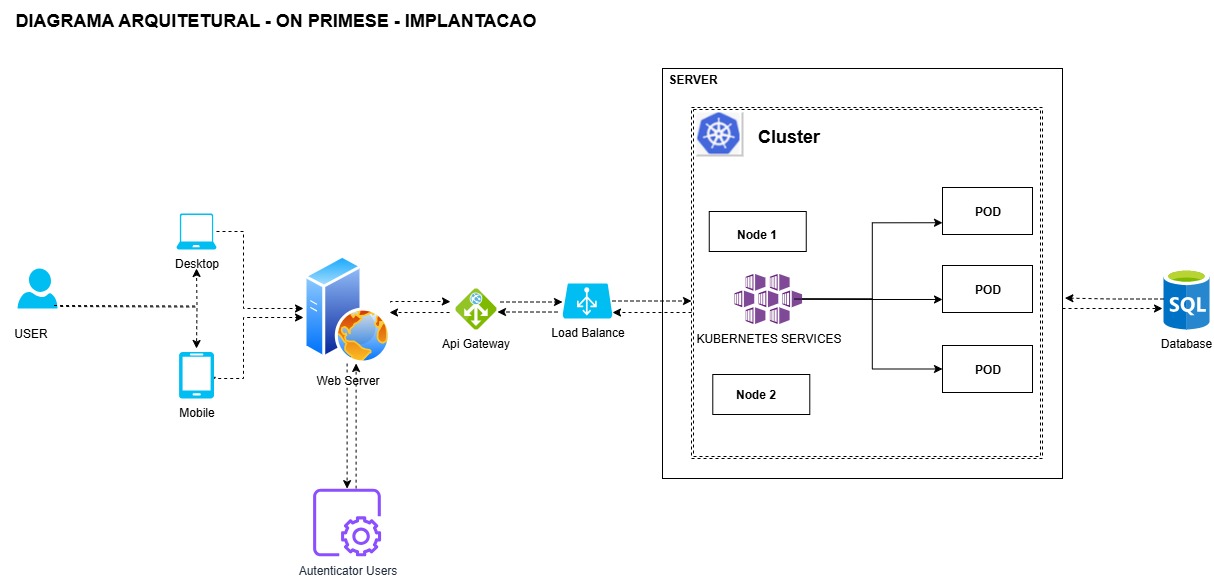 DIAGRAMA ARQUITETURAL - ON PRIMESE - IMPLANTACAO
SERVER
Cluster
POD
Node 1
Desktop
POD
USER
Load Balance
KUBERNETES SERVICES
Api Gateway
SQL
Database
Web Server
POD
Node 2
Mobile
Autenticator Users